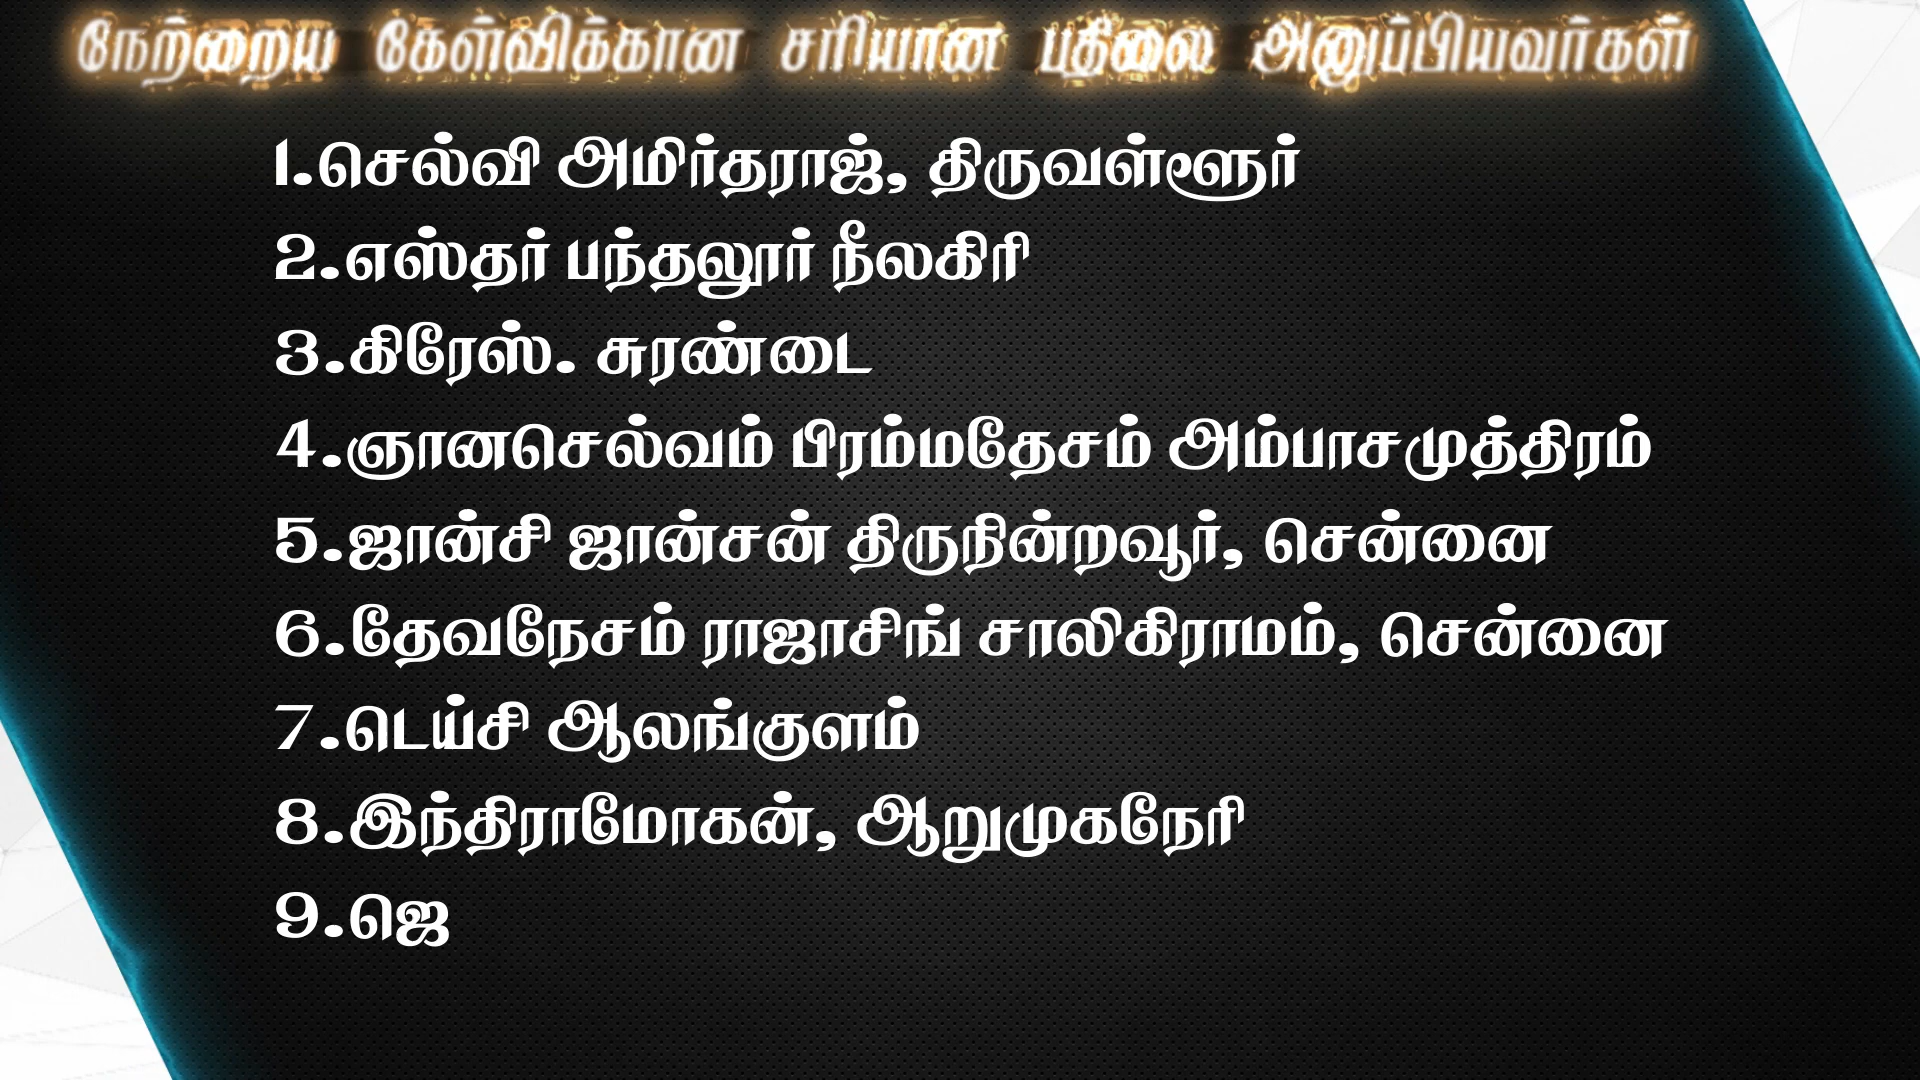 நேற்றைய கேள்விக்கான சரியான பதிலை அனுப்பியவர்கள்
1.செல்வி அமிர்தராஜ், திருவள்ளூர்
2.எஸ்தர் பந்தலூர் நீலகிரி
3.கிரேஸ். சுரண்டை
4.ஞானசெல்வம் பிரம்மதேசம் அம்பாசமுத்திரம்
5.ஜான்சி ஜான்சன் திருநின்றவூர், சென்னை
6.தேவநேசம் ராஜாசிங் சாலிகிராமம், சென்னை
7.டெய்சி ஆலங்குளம்
8.இந்திராமோகன், ஆறுமுகநேரி
9.ஜெ